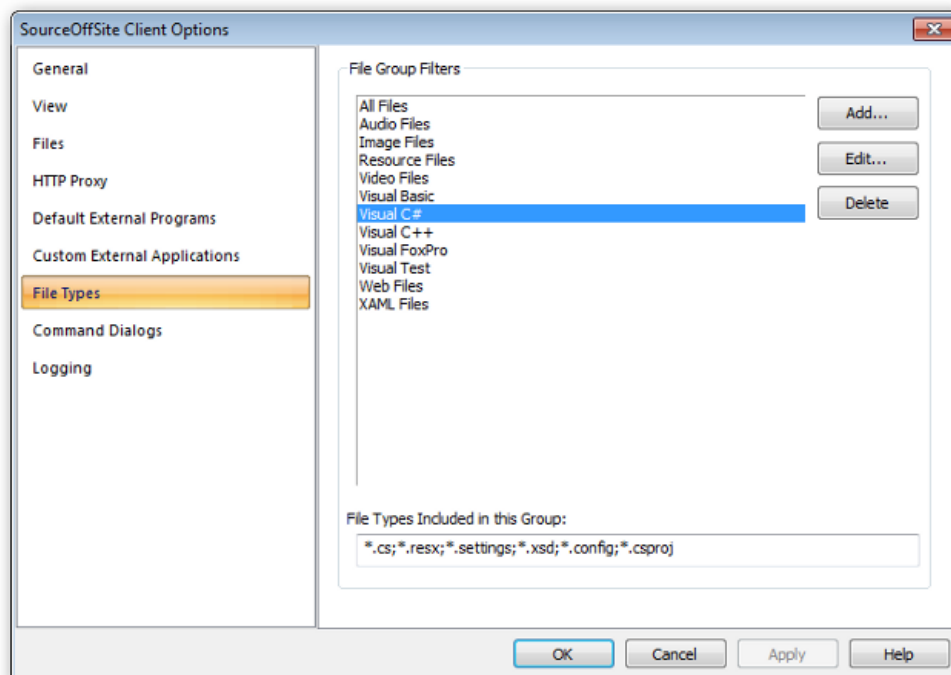 SourceOffSite Client Options
General
View
Files
HTTP Proxy
Default External Programs
Custom External Applications
File Types
Command Dialogs
Logging
File Group Filters
All Files
Audio Files
Image Files
Resource Files
Video Files
Visual Basic
Visual C#
Visual C++
Visual FoxPro
Visual Test
Web Files
XAML Files
Add...
Edit...
Delete
File Types Included in this Group:
*.cs;*.resx;*.settings;*.xsd;*.config;*.csproj
OK Cancel Apply Help